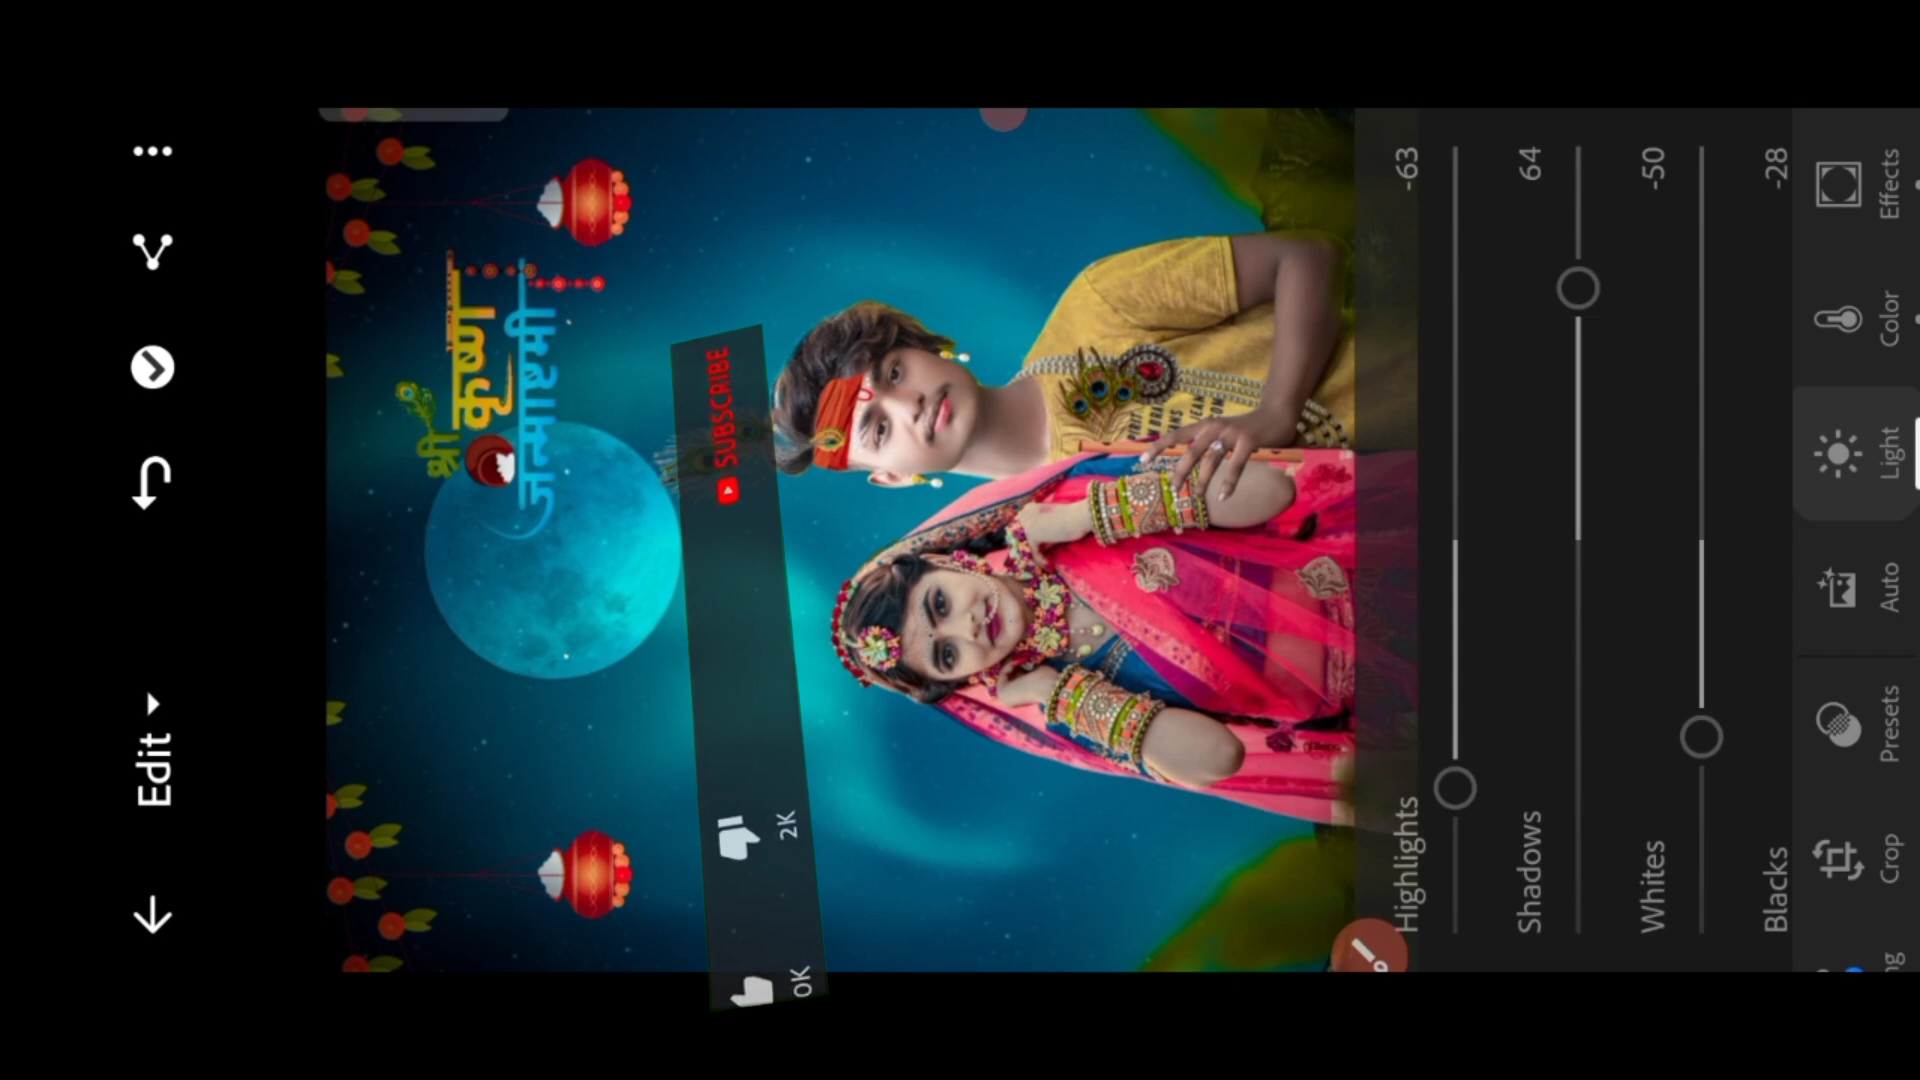 Edit
श्री
कृष्ण
जन्माष्टमी
SUBSCRIBE
0K
2K
Highlights -63
Shadows 64
Whites -50
Blacks -28
Crop
Presets
Auto
Light
Color
Effects